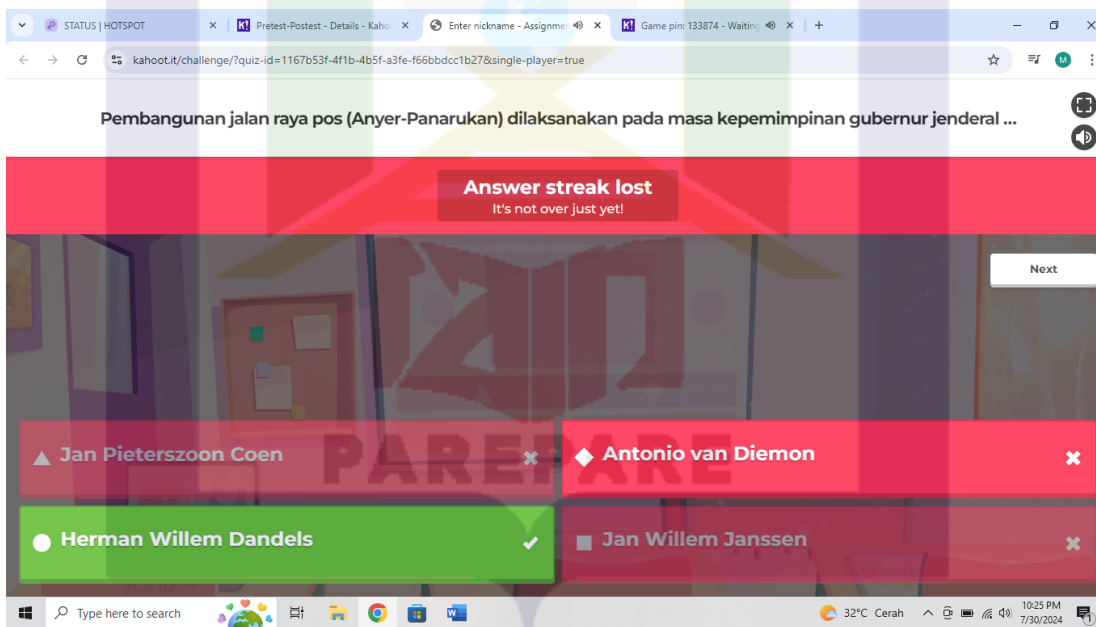 STATUS | HOTSPOT
Pretest-Postest - Details - Kaho
Enter nickname - Assignme
Game pin: 133874 - Waiting
kahoot.it/challenge/?quiz-id=1167b53f-4f1b-4b5f-a3fe-f66bbdcc1b27&single-player=true
M
Pembangunan jalan raya pos (Anyer-Panarukan) dilaksanakan pada masa kepemimpinan gubernur jenderal ...
Answer streak lost
It's not over just yet!
Next
Jan Pieterszoon Coen
Antonio van Diemon
PAREPARE
Herman Willem Dandels
Jan Willem Janssen
Type here to search
32°C Cerah
10:25 PM
7/30/2024